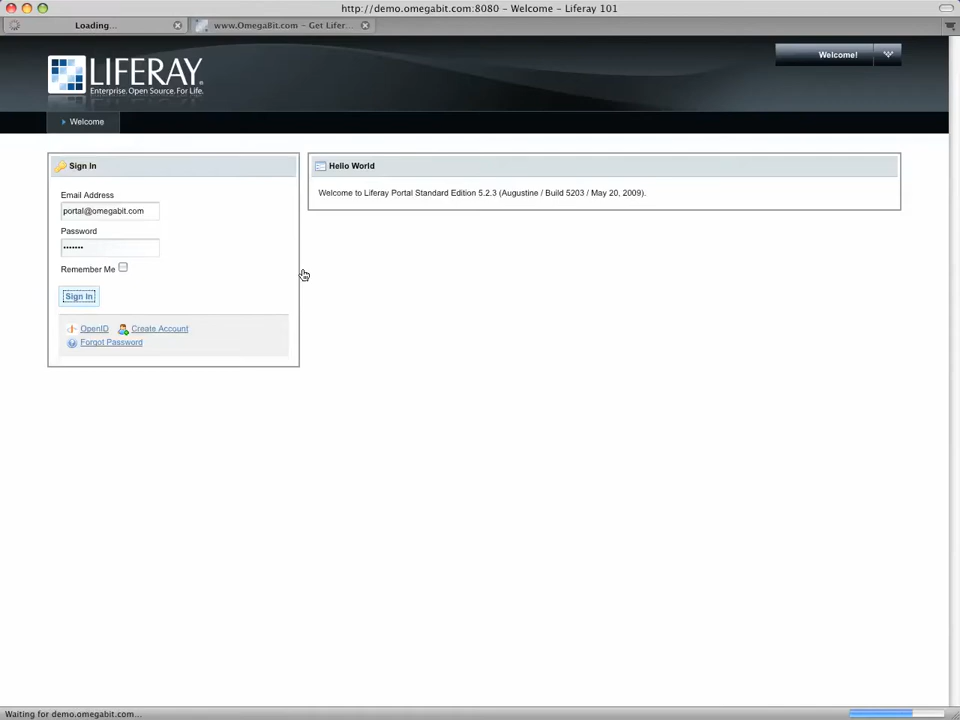 http://demo.omegabit.com:8080 - Welcome - Liferay 101
Loading... www.OmegaBit.com - Get Lifer...
Welcome!
LIFERAY.
Enterprise. Open Source. For Life.
Welcome
Sign In
Email Address
portal@omegabit.com
Password
•••••••
Remember Me
Sign In
OpenID Create Account
Forgot Password
Hello World
Welcome to Liferay Portal Standard Edition 5.2.3 (Augustine / Build 5203 / May 20, 2009).
Waiting for demo.omegabit.com...